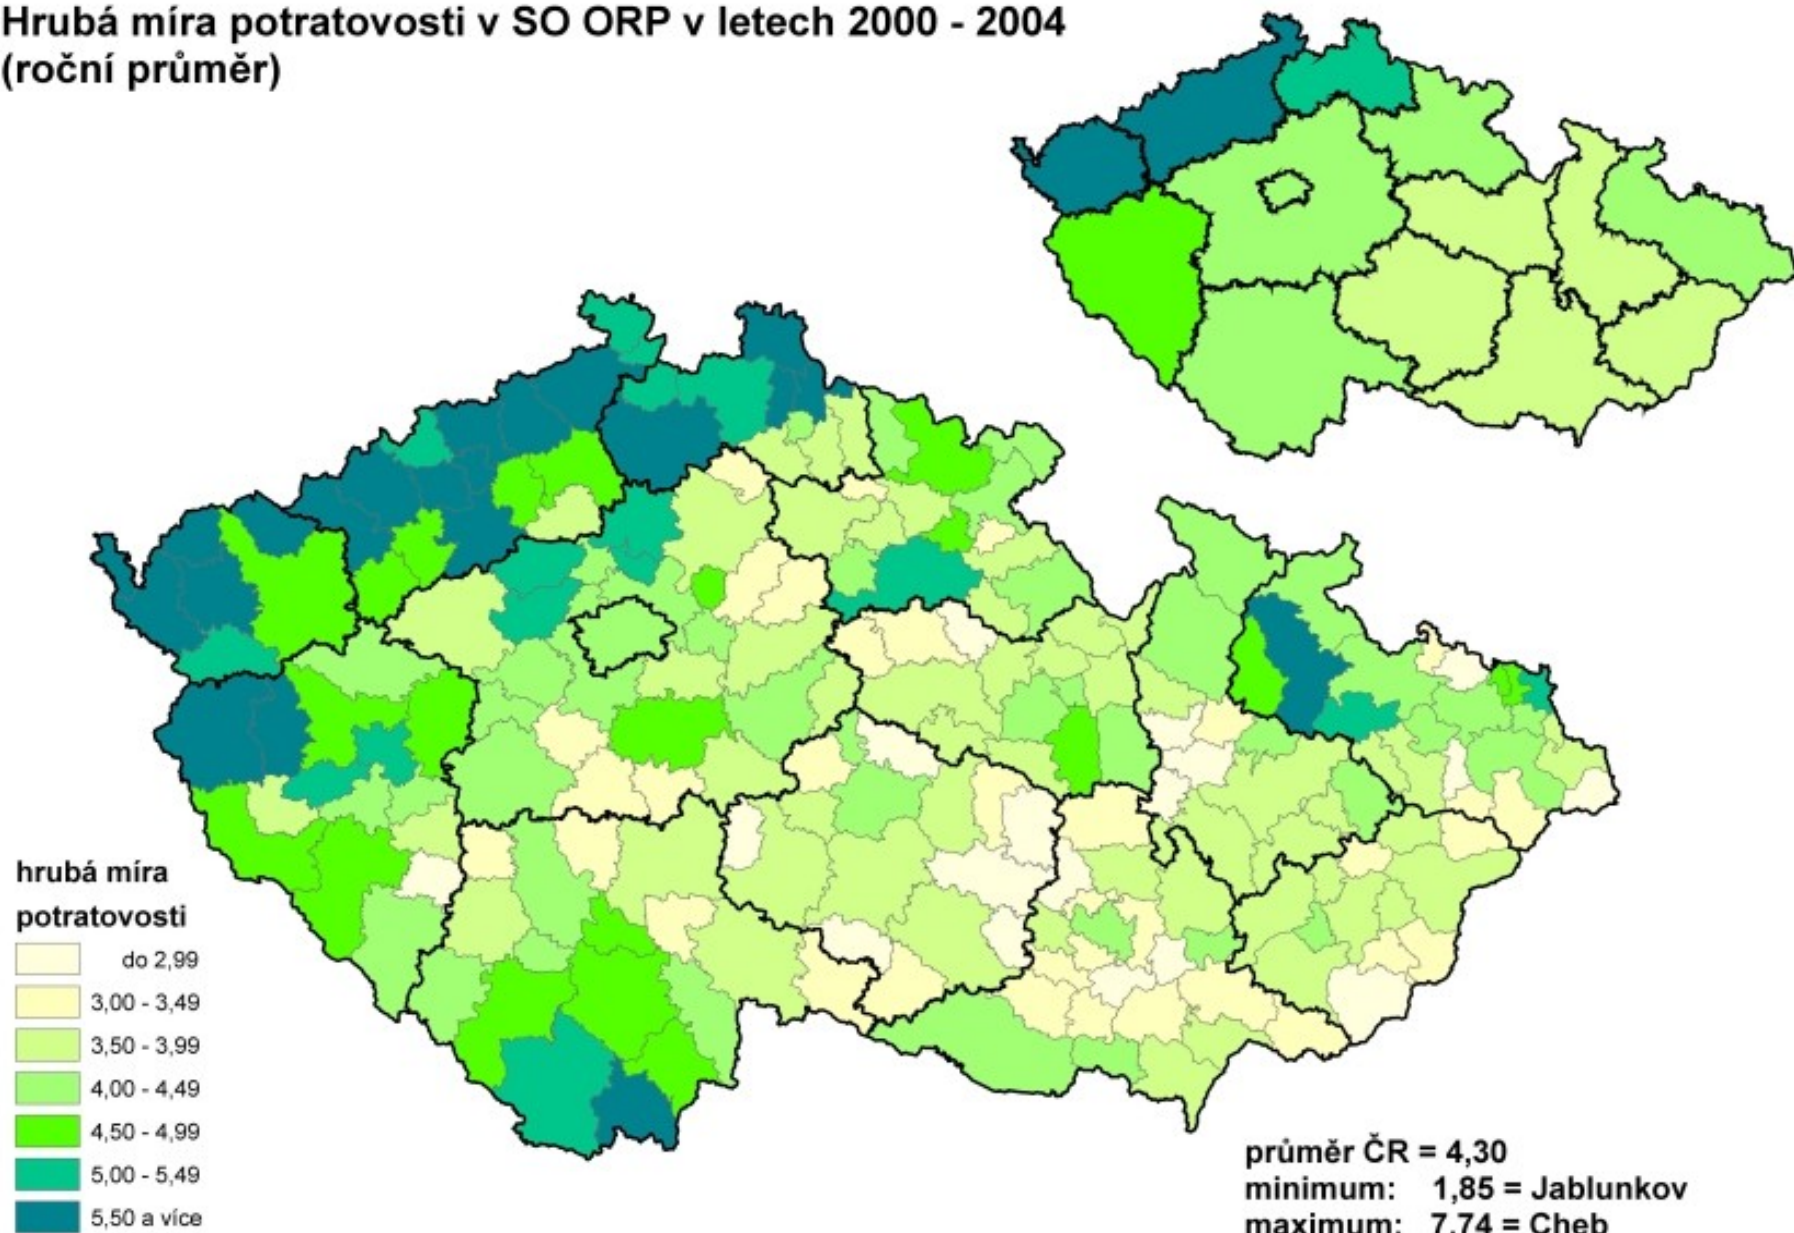 Hrubá míra potratovosti v SO ORP v letech 2000 - 2004
(roční průměr)
hrubá míra
potratovosti
do 2,99
3,00 - 3,49
3,50 - 3,99
4,00 - 4,49
4,50 - 4,99
5,00 - 5,49
5,50 a více
průměr ČR = 4,30
minimum: 1,85 = Jablunkov
maximum: 7,74 = Cheb